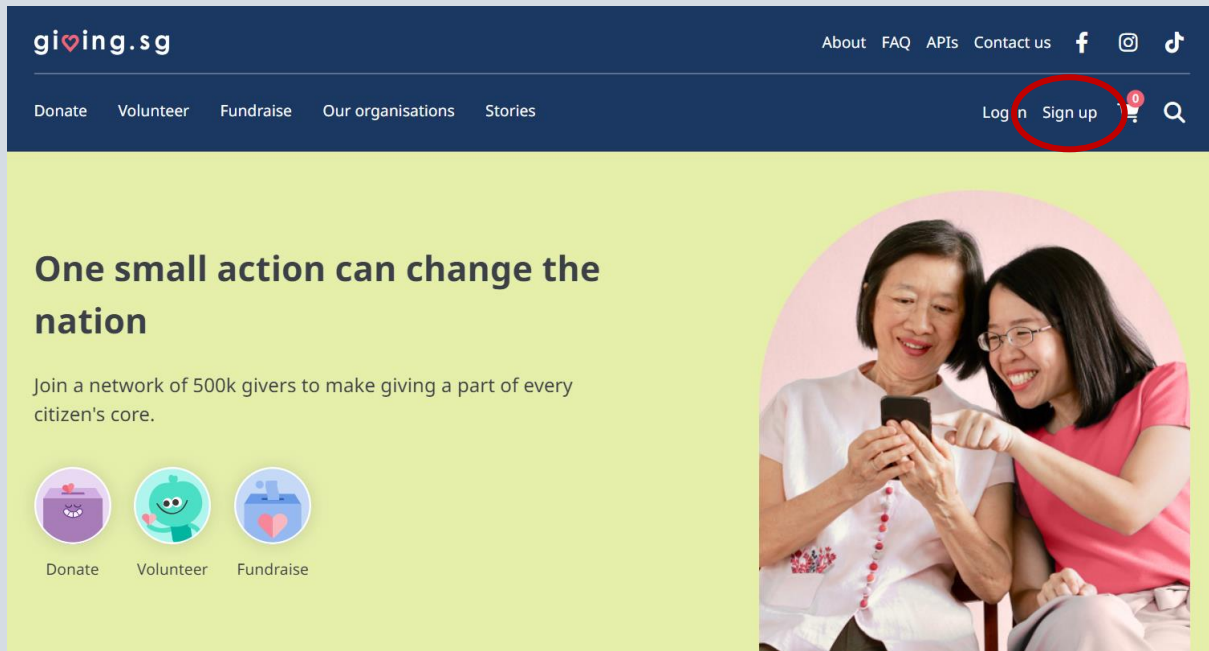 giving.sg
About FAQ APIs Contact us
Donate Volunteer Fundraise Our organisations Stories
Log in Sign up 0
One small action can change the
nation
Join a network of 500k givers to make giving a part of every
citizen's core.
Donate Volunteer Fundraise